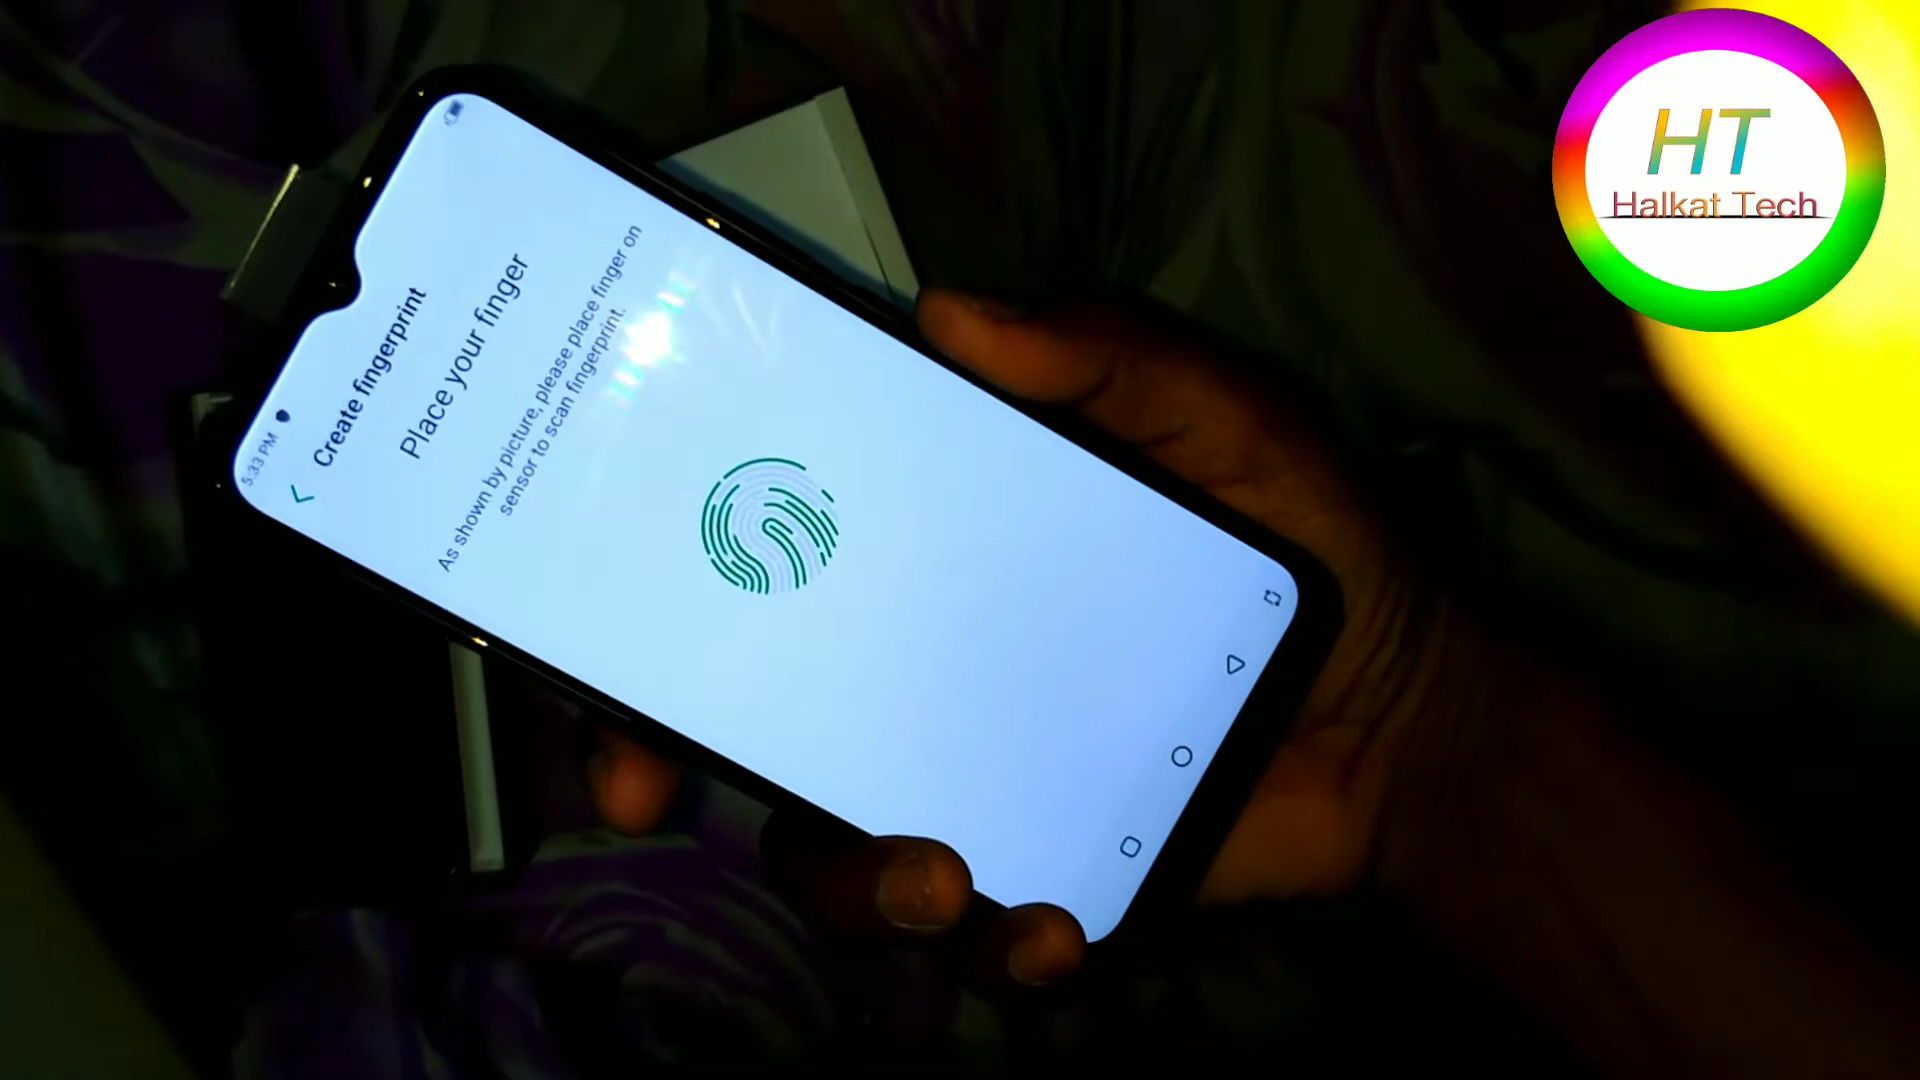 5:33 PM
Create fingerprint
Place your finger
As shown by picture, please place finger on
sensor to scan fingerprint.
HT
Halkat Tech